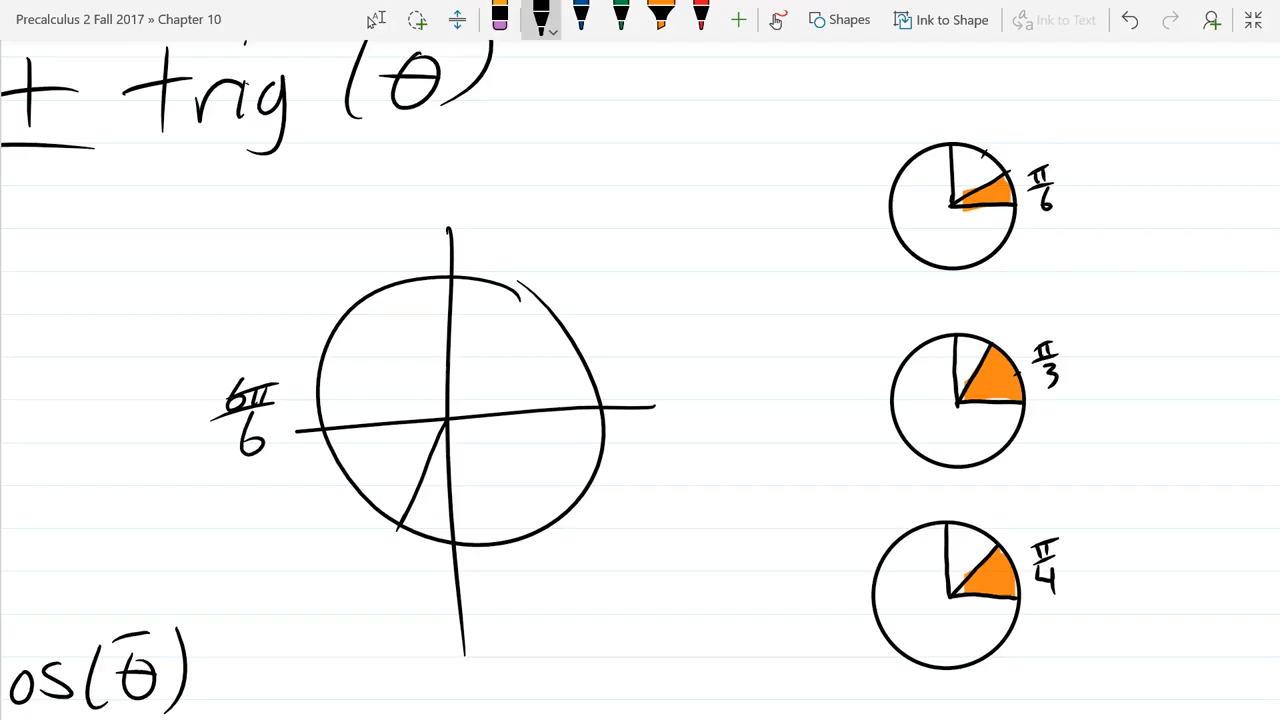 Precalculus 2 Fall 2017 » Chapter 10
Shapes
Ink to Shape
Ink to Text
± trig (θ)
π/6
π/3
6π/6
π/4
os(θ̄)